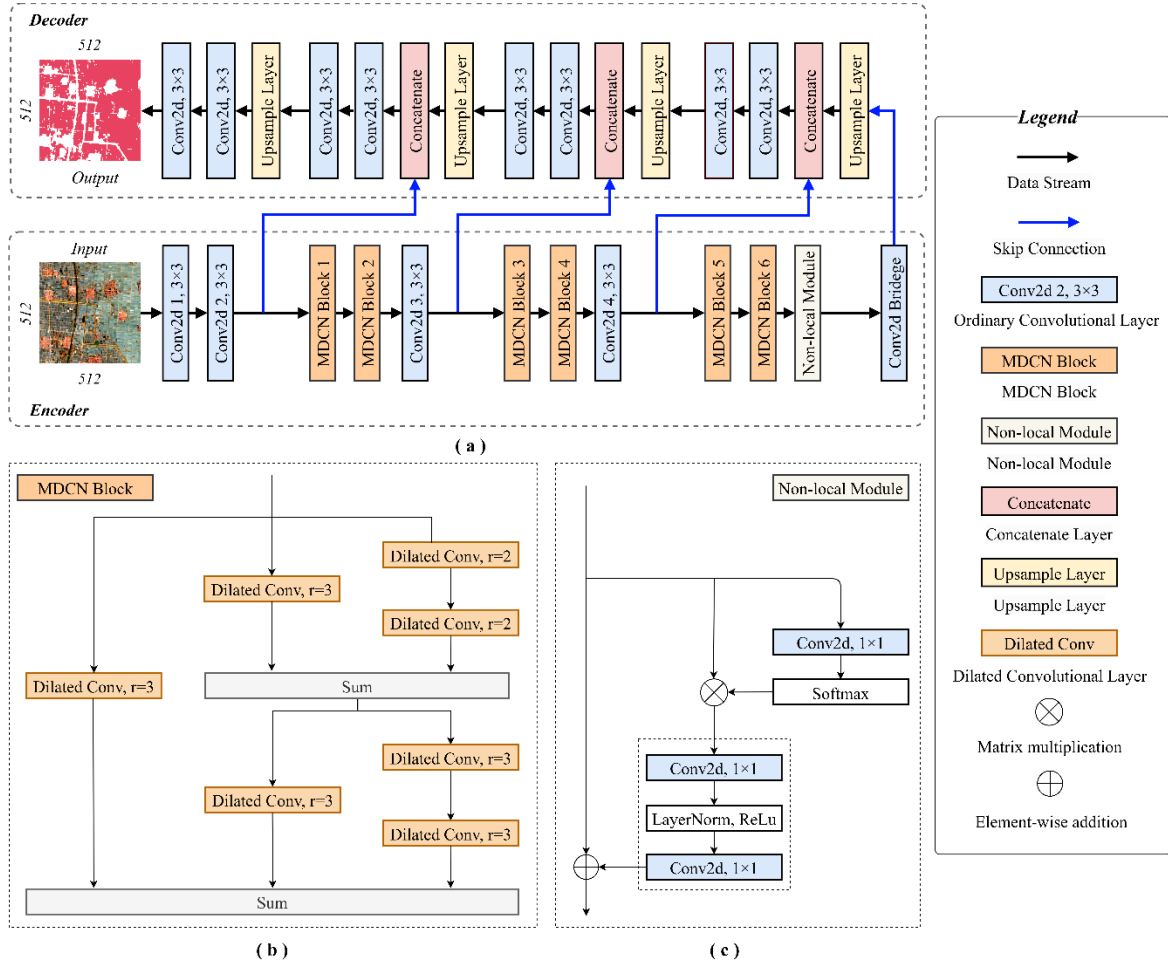 Decoder
512
512
Output
Conv2d, 3×3
Conv2d, 3×3
Upsample Layer
Conv2d, 3×3
Conv2d, 3×3
Concatenate
Upsample Layer
Conv2d, 3×3
Conv2d, 3×3
Concatenate
Upsample Layer
Conv2d, 3×3
Conv2d, 3×3
Concatenate
Upsample Layer
Input
512
512
Conv2d 1, 3×3
Conv2d 2, 3×3
MDCN Block 1
MDCN Block 2
Conv2d 3, 3×3
MDCN Block 3
MDCN Block 4
Conv2d 4, 3×3
MDCN Block 5
MDCN Block 6
Non-local Module
Conv2d Bridege
Encoder
( a )
MDCN Block
Dilated Conv, r=2
Dilated Conv, r=3
Dilated Conv, r=2
Dilated Conv, r=3
Sum
Dilated Conv, r=3
Dilated Conv, r=3
Dilated Conv, r=3
Sum
( b )
Non-local Module
Conv2d, 1×1
Softmax
Conv2d, 1×1
LayerNorm, ReLu
Conv2d, 1×1
( c )
Legend
Data Stream
Skip Connection
Conv2d 2, 3×3
Ordinary Convolutional Layer
MDCN Block
MDCN Block
Non-local Module
Non-local Module
Concatenate
Concatenate Layer
Upsample Layer
Upsample Layer
Dilated Conv
Dilated Convolutional Layer
Matrix multiplication
Element-wise addition